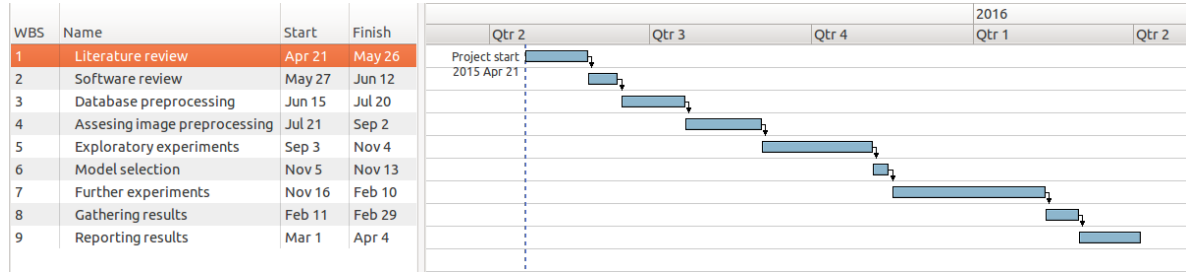 2016
WBS Name Start Finish Qtr 2 Qtr 3 Qtr 4 Qtr 1 Qtr 2
1 Literature review Apr 21 May 26 Project start
2015 Apr 21
2 Software review May 27 Jun 12
3 Database preprocessing Jun 15 Jul 20
4 Assesing image preprocessing Jul 21 Sep 2
5 Exploratory experiments Sep 3 Nov 4
6 Model selection Nov 5 Nov 13
7 Further experiments Nov 16 Feb 10
8 Gathering results Feb 11 Feb 29
9 Reporting results Mar 1 Apr 4